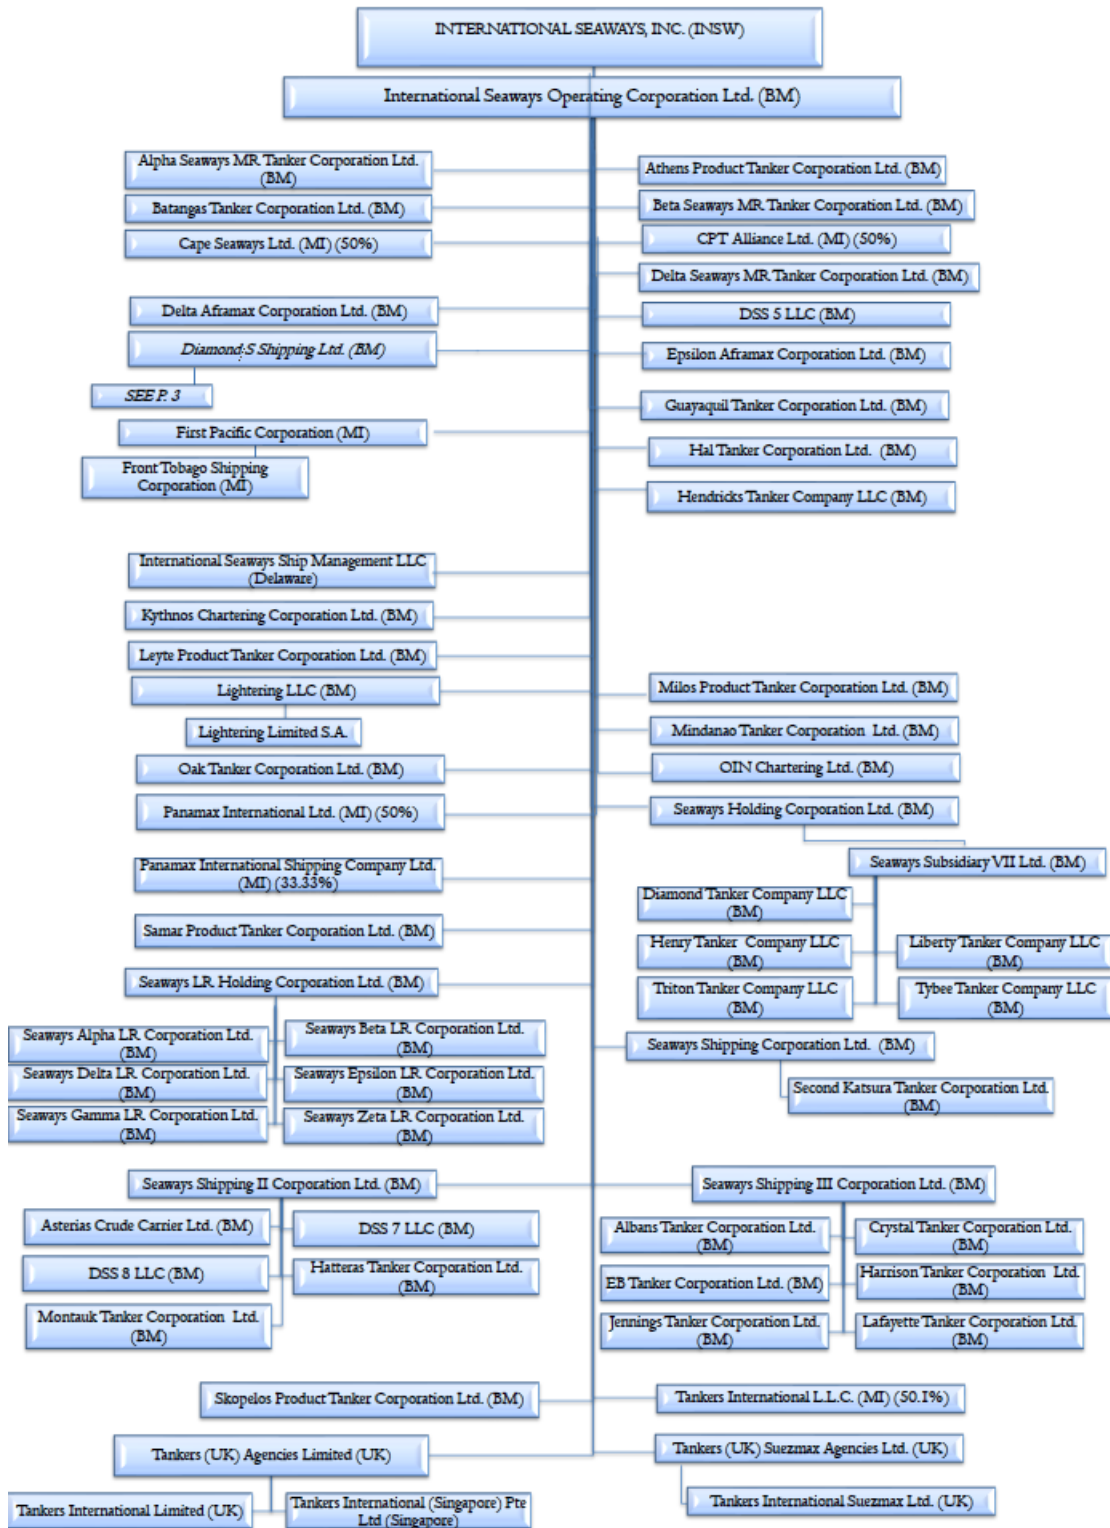 INTERNATIONAL SEAWAYS, INC. (INSW)
International Seaways Operating Corporation Ltd. (BM)
Alpha Seaways MR Tanker Corporation Ltd.
(BM)
Athens Product Tanker Corporation Ltd. (BM)
Batangas Tanker Corporation Ltd. (BM)
Beta Seaways MR Tanker Corporation Ltd. (BM)
Cape Seaways Ltd. (MI) (50%)
CPT Alliance Ltd. (MI) (50%)
Delta Seaways MR Tanker Corporation Ltd. (BM)
Delta Aframax Corporation Ltd. (BM)
DSS 5 LLC (BM)
Diamond S Shipping Ltd. (BM)
Epsilon Aframax Corporation Ltd. (BM)
SEE P. 3
Guayaquil Tanker Corporation Ltd. (BM)
First Pacific Corporation (MI)
Hal Tanker Corporation Ltd. (BM)
Front Tobago Shipping
Corporation (MI)
Hendricks Tanker Company LLC (BM)
International Seaways Ship Management LLC
(Delaware)
Kythnos Chartering Corporation Ltd. (BM)
Leyte Product Tanker Corporation Ltd. (BM)
Lightering LLC (BM)
Milos Product Tanker Corporation Ltd. (BM)
Lightering Limited S.A.
Mindanao Tanker Corporation Ltd. (BM)
Oak Tanker Corporation Ltd. (BM)
OIN Chartering Ltd. (BM)
Panamax International Ltd. (MI) (50%)
Seaways Holding Corporation Ltd. (BM)
Panamax International Shipping Company Ltd.
(MI) (33.33%)
Seaways Subsidiary VII Ltd. (BM)
Diamond Tanker Company LLC
(BM)
Samar Product Tanker Corporation Ltd. (BM)
Henry Tanker Company LLC
(BM)
Liberty Tanker Company LLC
(BM)
Seaways LR Holding Corporation Ltd. (BM)
Triton Tanker Company LLC
(BM)
Tybee Tanker Company LLC
(BM)
Seaways Alpha LR Corporation Ltd.
(BM)
Seaways Beta LR Corporation Ltd.
(BM)
Seaways Shipping Corporation Ltd. (BM)
Seaways Delta LR Corporation Ltd.
(BM)
Seaways Epsilon LR Corporation Ltd.
(BM)
Second Katsura Tanker Corporation Ltd.
(BM)
Seaways Gamma LR Corporation Ltd.
(BM)
Seaways Zeta LR Corporation Ltd.
(BM)
Seaways Shipping II Corporation Ltd. (BM)
Seaways Shipping III Corporation Ltd. (BM)
Asterias Crude Carrier Ltd. (BM)
DSS 7 LLC (BM)
Albans Tanker Corporation Ltd.
(BM)
Crystal Tanker Corporation Ltd.
(BM)
DSS 8 LLC (BM)
Hatteras Tanker Corporation Ltd.
(BM)
EB Tanker Corporation Ltd. (BM)
Harrison Tanker Corporation Ltd.
(BM)
Montauk Tanker Corporation Ltd.
(BM)
Jennings Tanker Corporation Ltd.
(BM)
Lafayette Tanker Corporation Ltd.
(BM)
Skopelos Product Tanker Corporation Ltd. (BM)
Tankers International L.L.C. (MI) (50.1%)
Tankers (UK) Agencies Limited (UK)
Tankers (UK) Suezmax Agencies Ltd. (UK)
Tankers International Limited (UK)
Tankers International (Singapore) Pte
Ltd (Singapore)
Tankers International Suezmax Ltd. (UK)